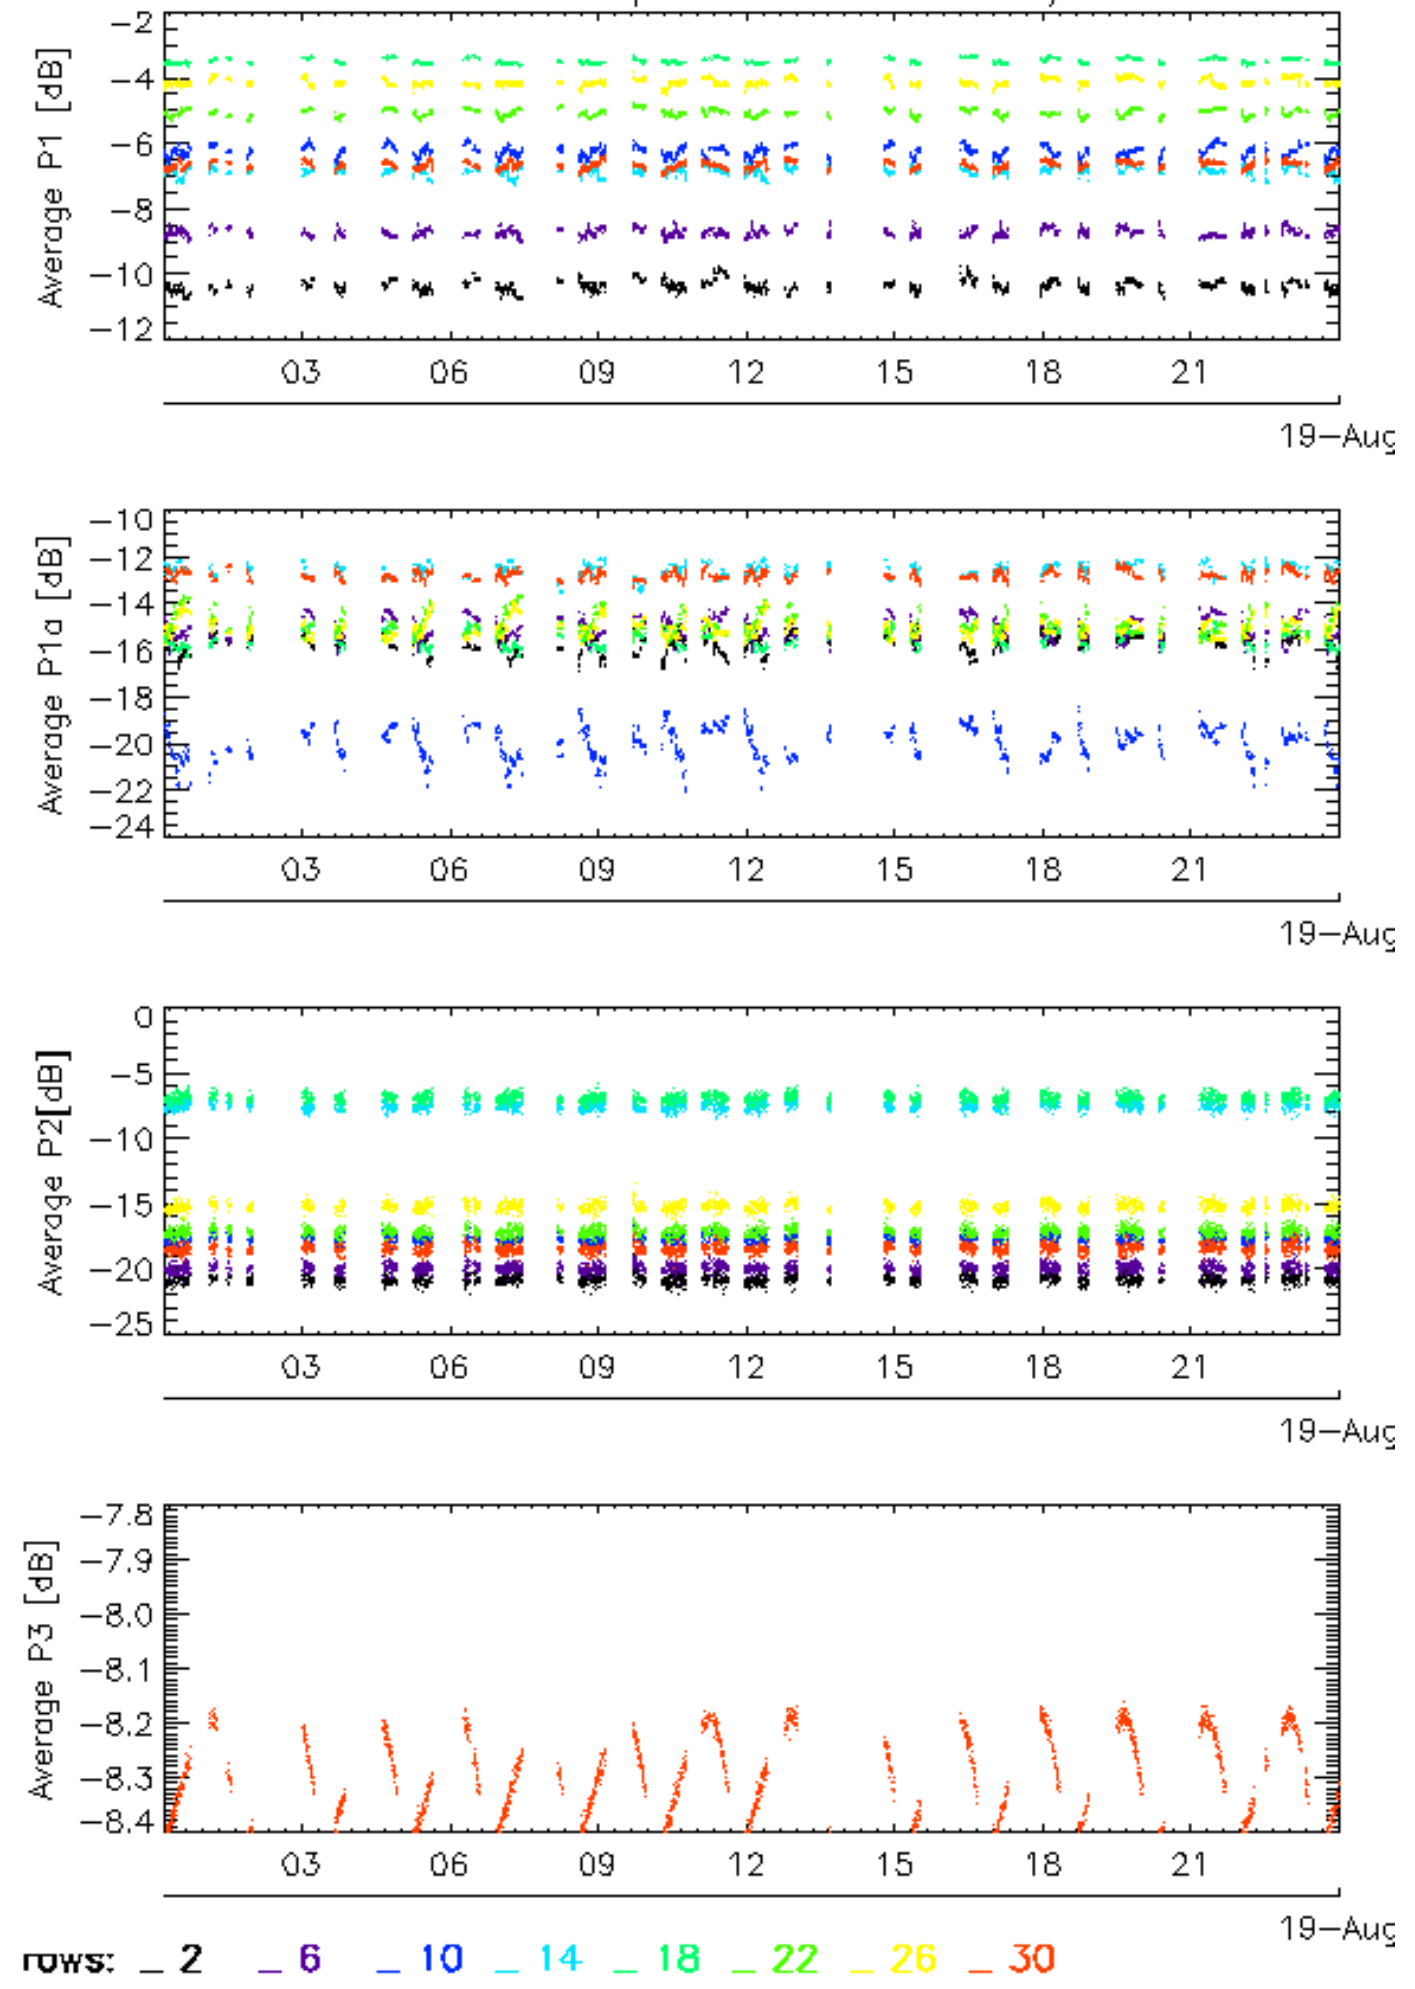 -2
-4
-6
-8
-10
-12
Average P1 [dB]
03 06 09 12 15 18 21
19-Aug
-10
-12
-14
-16
-18
-20
-22
-24
Average P1a [dB]
03 06 09 12 15 18 21
19-Aug
0
-5
-10
-15
-20
-25
Average P2[dB]
03 06 09 12 15 18 21
19-Aug
-7.8
-7.9
-8.0
-8.1
-8.2
-8.3
-8.4
Average P3 [dB]
03 06 09 12 15 18 21
19-Aug
rows: _ 2 _ 6 _ 10 _ 14 _ 18 _ 22 _ 26 _ 30